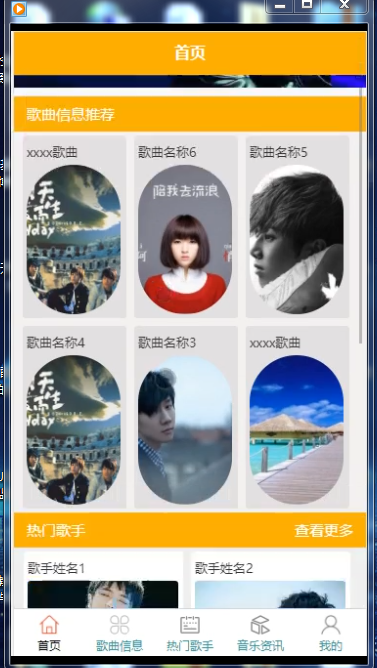 首页
歌曲信息推荐
xxxx歌曲
歌曲名称6
歌曲名称5
陪我去流浪
歌曲名称4
歌曲名称3
xxxx歌曲
热门歌手
查看更多
歌手姓名1
歌手姓名2
首页
歌曲信息
热门歌手
音乐资讯
我的